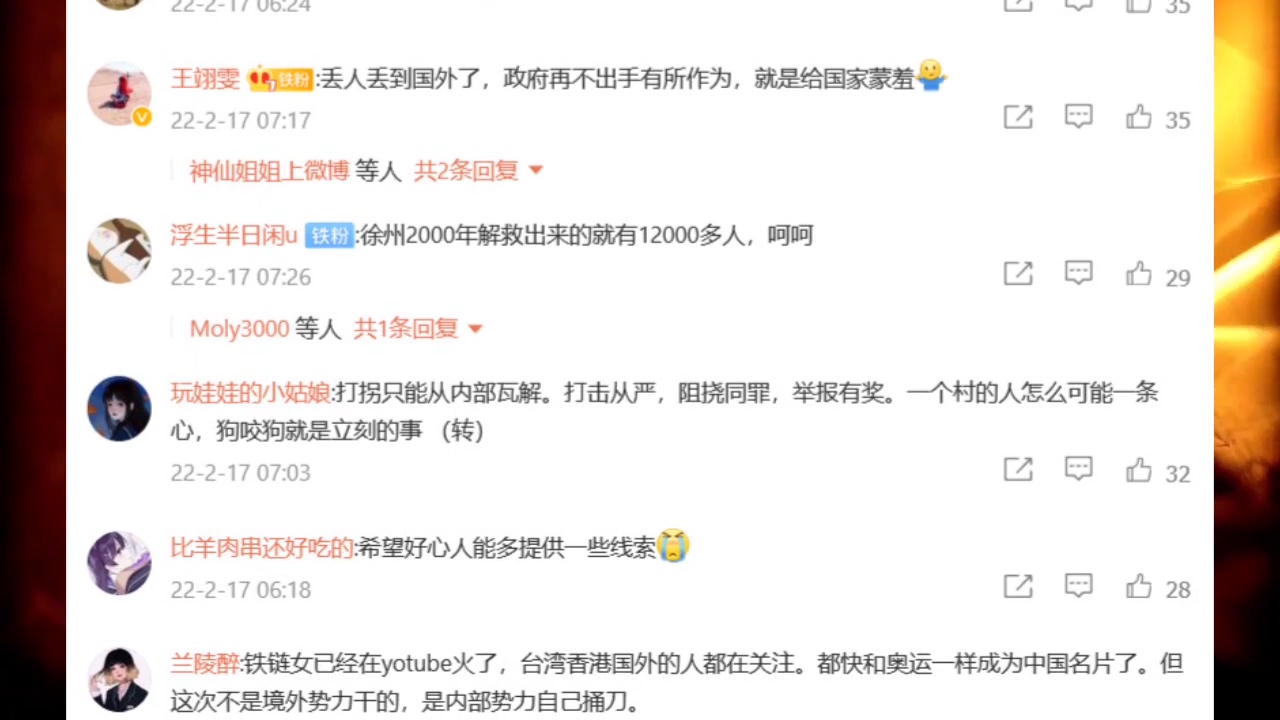 22-2-17 06:24
35
王翊雯 7 铁粉:丢人丢到国外了，政府再不出手有所作为，就是给国家蒙羞
22-2-17 07:17
35
神仙姐姐上微博 等人 共2条回复
浮生半日闲u 铁粉:徐州2000年解救出来的就有12000多人，呵呵
22-2-17 07:26
29
Moly3000 等人 共1条回复
玩娃娃的小姑娘:打拐只能从内部瓦解。打击从严，阻挠同罪，举报有奖。一个村的人怎么可能一条
心，狗咬狗就是立刻的事 （转）
22-2-17 07:03
32
比羊肉串还好吃的:希望好心人能多提供一些线索
22-2-17 06:18
28
兰陵醉:铁链女已经在yotube火了，台湾香港国外的人都在关注。都快和奥运一样成为中国名片了。但
这次不是境外势力干的，是内部势力自己捅刀。